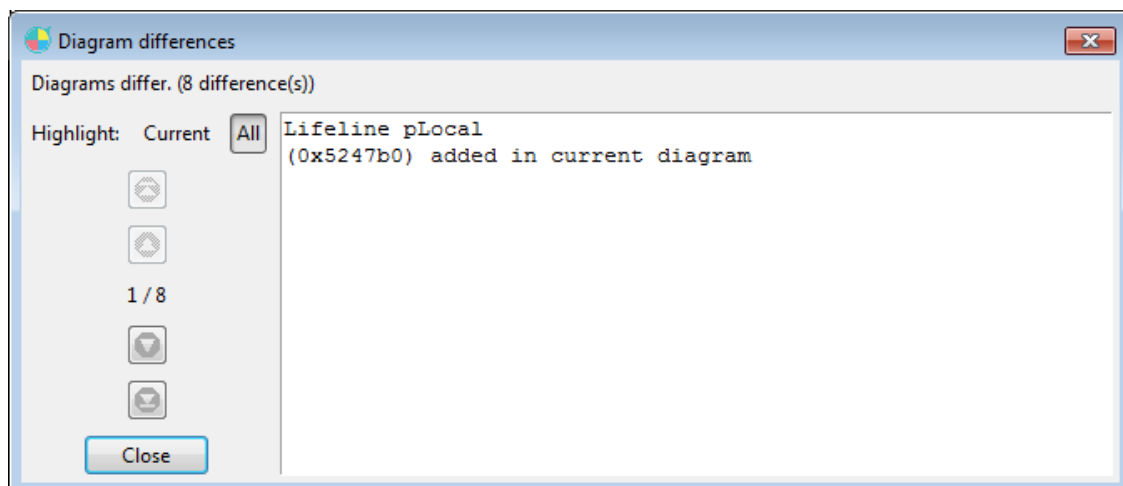 Diagram differences
Diagrams differ. (8 difference(s))
Highlight: Current All
Lifeline pLocal
(0x5247b0) added in current diagram
1 / 8
Close